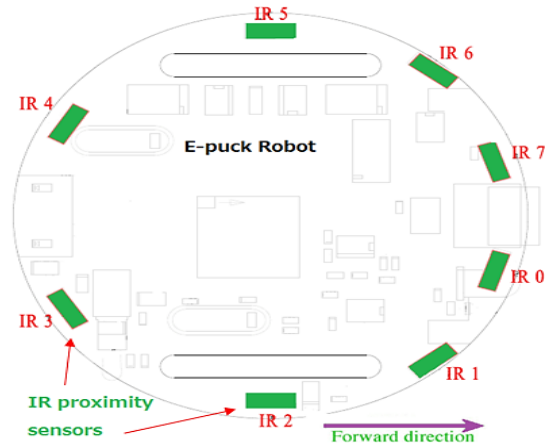 IR 5
IR 6
IR 4
E-puck Robot
IR 7
IR 0
IR 3
IR 1
IR proximity
sensors
IR 2
Forward direction